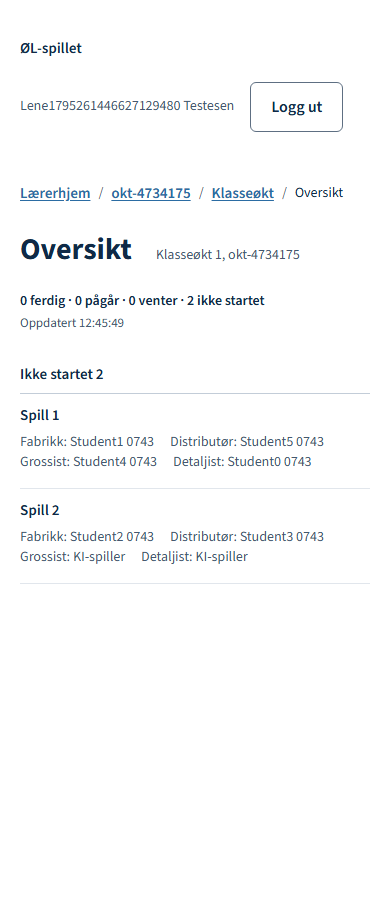 ØL-spillet
Lene1795261446627129480 Testesen
Logg ut
Lærerhjem / okt-4734175 / Klasseøkt / Oversikt
Oversikt
Klasseøkt 1, okt-4734175
0 ferdig · 0 pågår · 0 venter · 2 ikke startet
Oppdatert 12:45:49
Ikke startet 2
Spill 1
Fabrikk: Student1 0743 Distributør: Student5 0743
Grossist: Student4 0743 Detaljist: Student0 0743
Spill 2
Fabrikk: Student2 0743 Distributør: Student3 0743
Grossist: KI-spiller Detaljist: KI-spiller